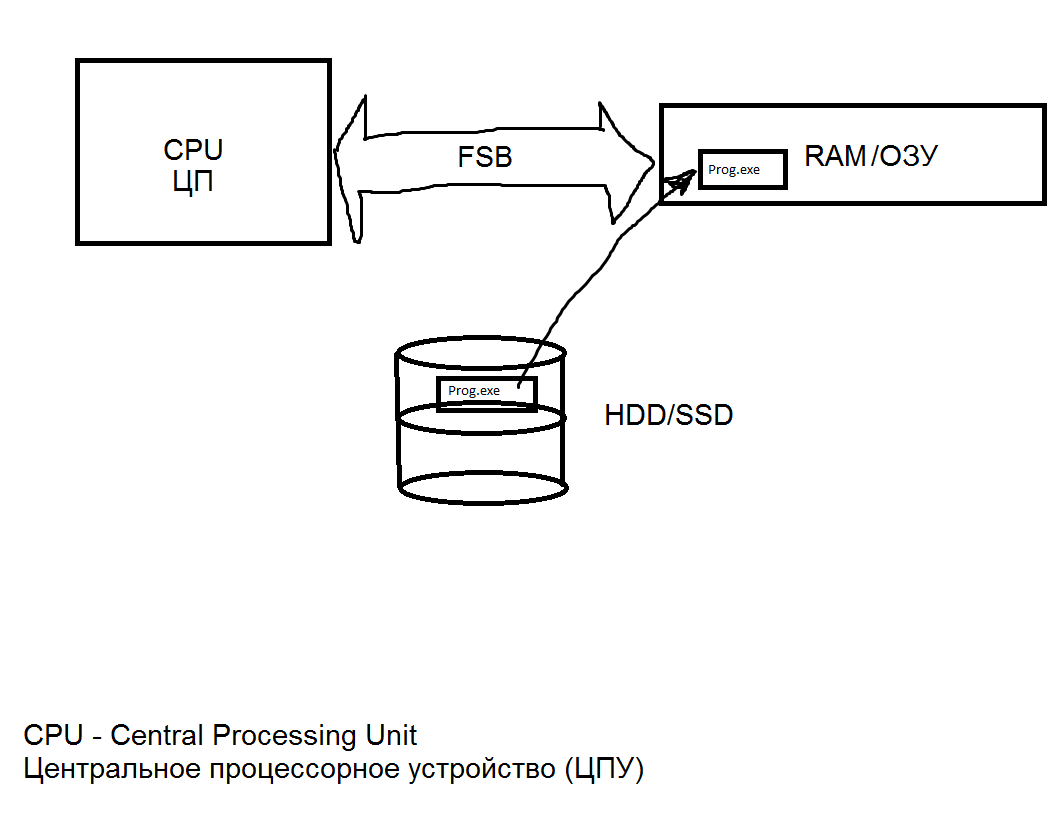 CPU
ЦП
FSB
Prog.exe
RAM/ОЗУ
Prog.exe
HDD/SSD
CPU - Central Processing Unit
Центральное процессорное устройство (ЦПУ)